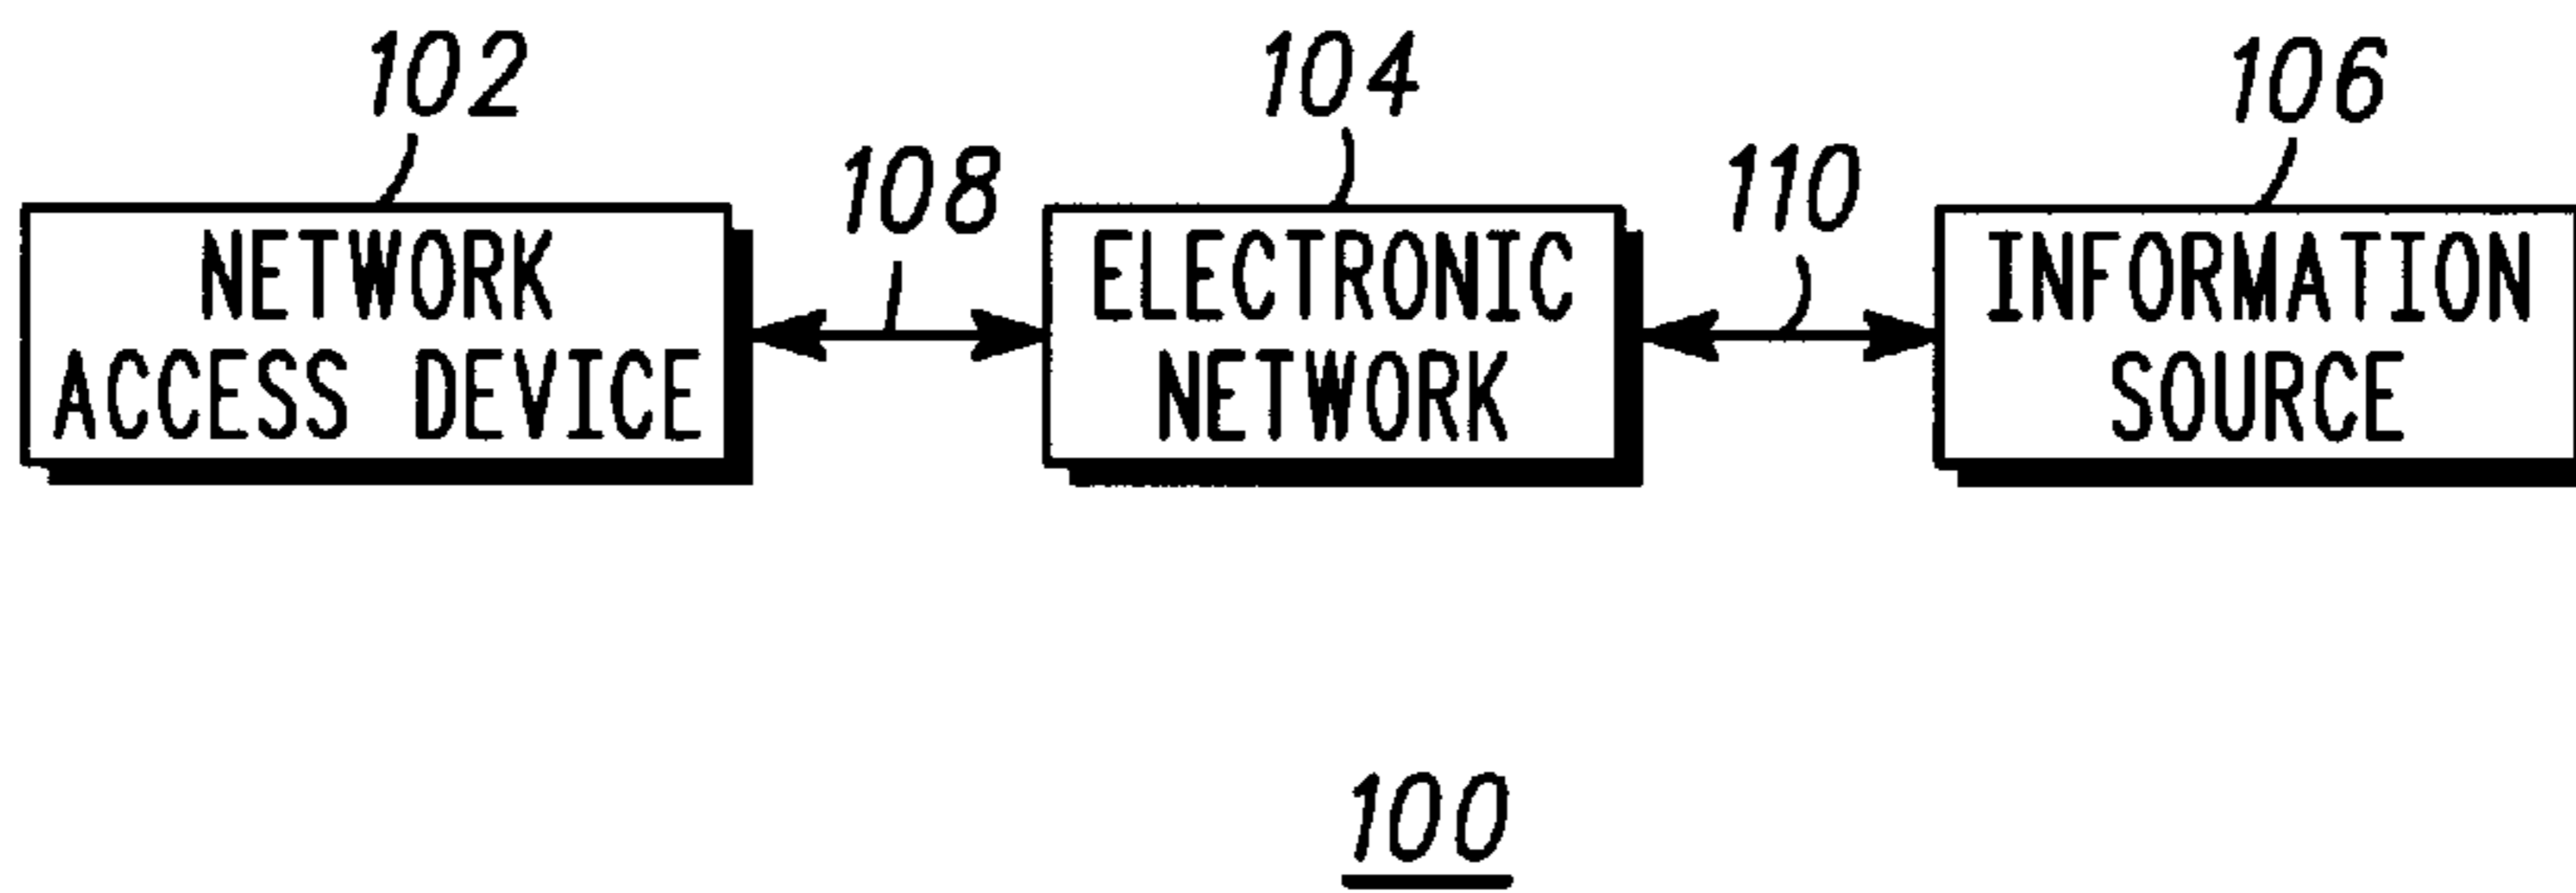 102
104
106
108
110
NETWORK
ACCESS DEVICE
ELECTRONIC
NETWORK
INFORMATION
SOURCE
100